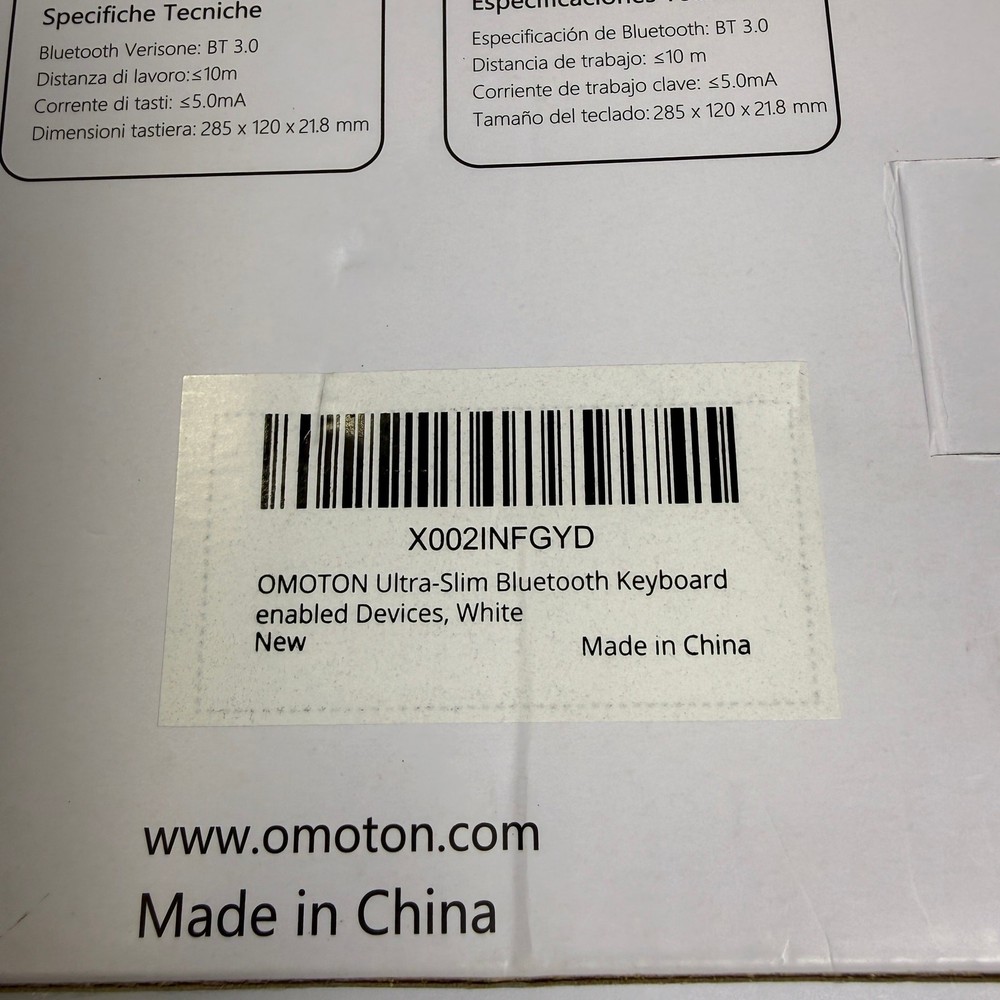 Specifiche Tecniche
Bluetooth Verisone: BT 3.0
Distanza di lavoro:≤10m
Corrente di tasti: ≤5.0mA
Dimensioni tastiera: 285 x 120 x 21.8 mm
Especificaciones
Especificación de Bluetooth: BT 3.0
Distancia de trabajo: ≤10 m
Corriente de trabajo clave: ≤5.0mA
Tamaño del teclado: 285 x 120 x 21.8 mm
X002INFGYD
OMOTON Ultra-Slim Bluetooth Keyboard
enabled Devices, White
New Made in China
www.omoton.com
Made in China